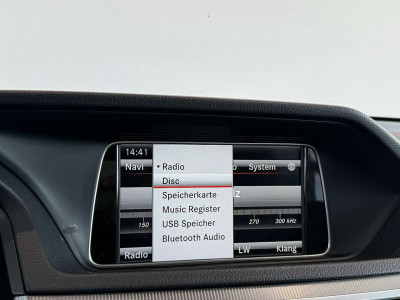 14:41
Navi • Radio System
Disc
Speicherkarte
Z
Music Register
150 USB Speicher 270 300 kHz
Bluetooth Audio
Radio LW Klang